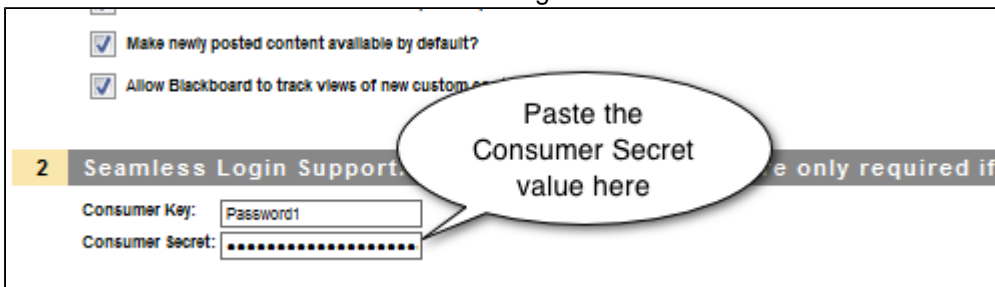 Make newly posted content available by default?
Allow Blackboard to track views of new custom
Paste the
Consumer Secret
value here
2 Seamless Login Support. e only required if
Consumer Key: Password1
Consumer Secret: ●●●●●●●●●●●●●●●●●●●